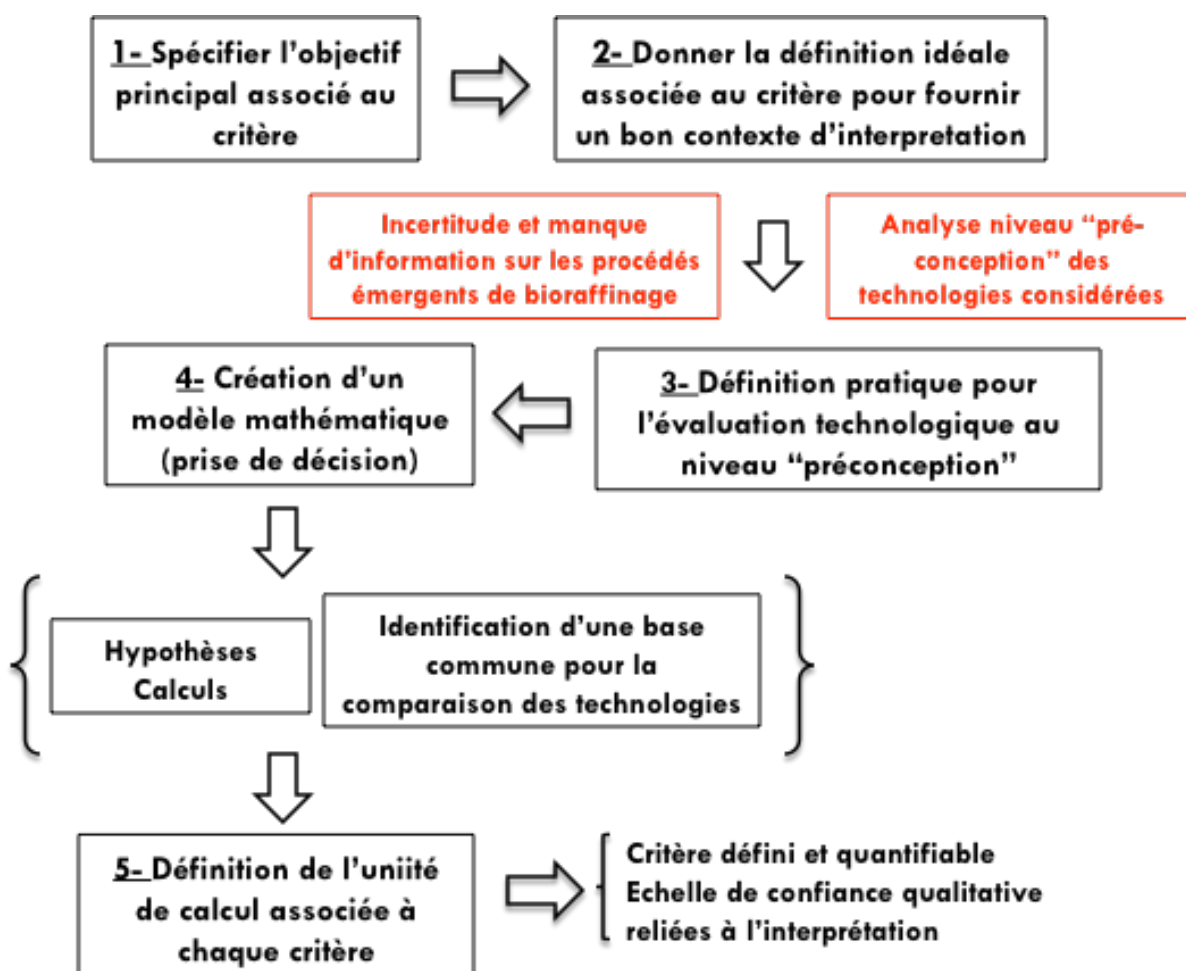 1- Spécifier l’objectif
principal associé au
critère
2- Donner la définition idéale
associée au critère pour fournir
un bon contexte d’interpretation
Incertitude et manque
d’information sur les procédés
émergents de bioraffinage
Analyse niveau “pré-
conception” des
technologies considérées
3- Définition pratique pour
l’évaluation technologique au
niveau “préconception”
4- Création d’un
modèle mathématique
(prise de décision)
Hypothèses
Calculs
Identification d’une base
commune pour la
comparaison des technologies
5- Définition de l’uniité
de calcul associée à
chaque critère
Critère défini et quantifiable
Echelle de confiance qualitative
reliées à l’interprétation